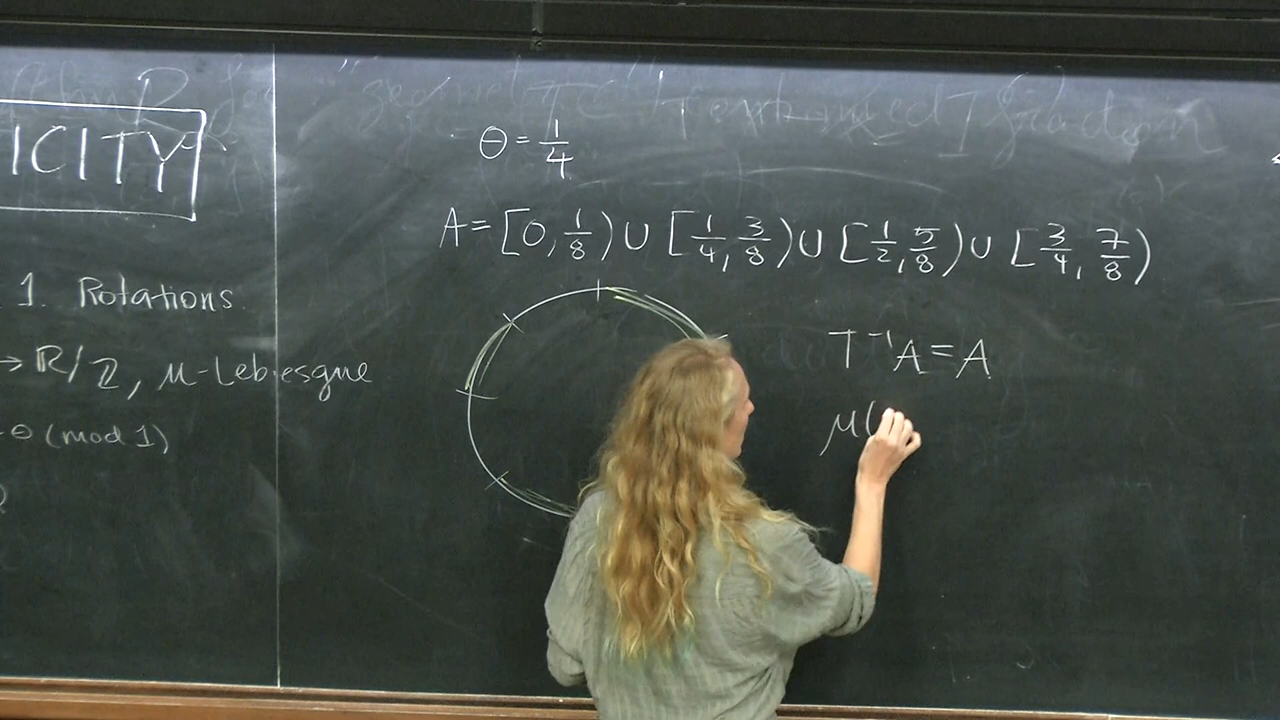 ICITY
1. Rotations
→ R/Z, μ-Lebesgue
θ (mod 1)
θ = 1/4
A = [0, 1/8) ∪ [1/4, 3/8) ∪ [1/2, 5/8) ∪ [3/4, 7/8)
T⁻¹A = A
μ(